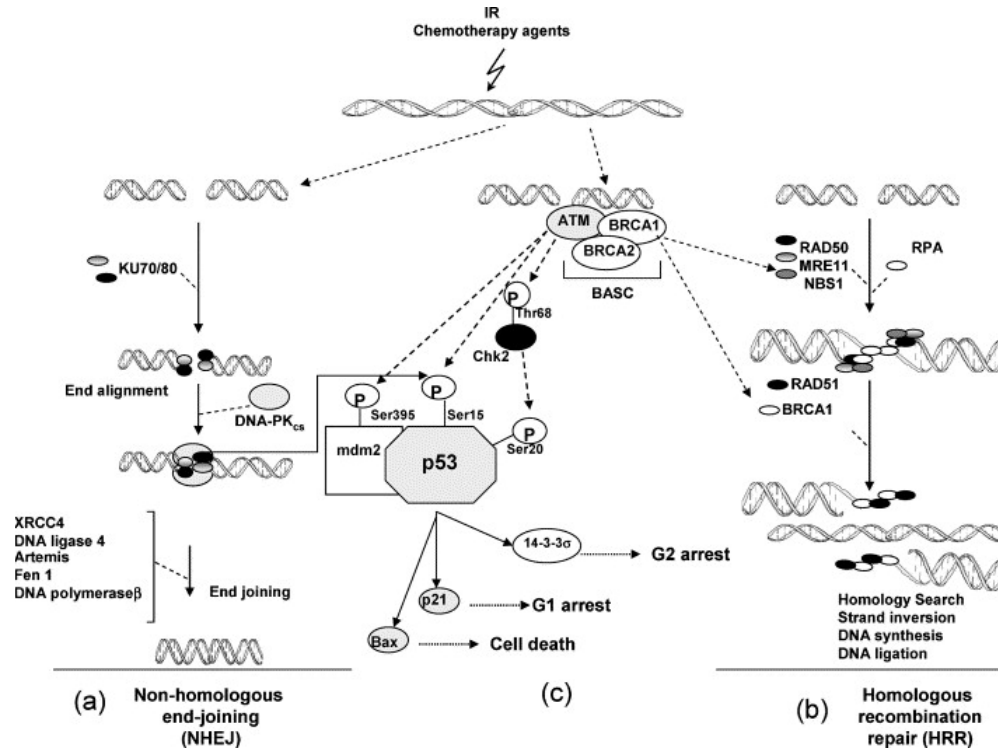 IR
Chemotherapy agents
KU70/80
End alignment
DNA-PKcs
XRCC4
DNA ligase 4
Artemis
Fen 1
DNA polymeraseβ
End joining
(a)
Non-homologous
end-joining
(NHEJ)
ATM
BRCA1
BRCA2
BASC
P
Thr68
Chk2
P
Ser395
P
Ser15
P
Ser20
mdm2
p53
14-3-3σ
G2 arrest
p21
G1 arrest
Bax
Cell death
(c)
RAD50
MRE11
NBS1
RPA
RAD51
BRCA1
Homology Search
Strand inversion
DNA synthesis
DNA ligation
(b)
Homologous
recombination
repair (HRR)